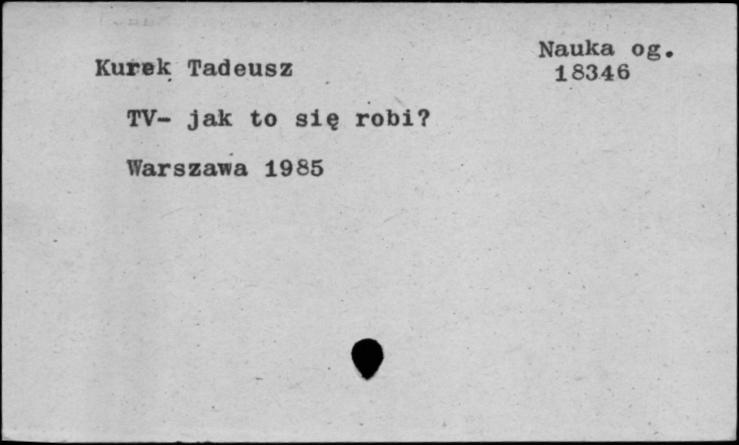 Nauka og.
18346
Kurek Tadeusz
TV- jak to się robi?
Warszawa 1985